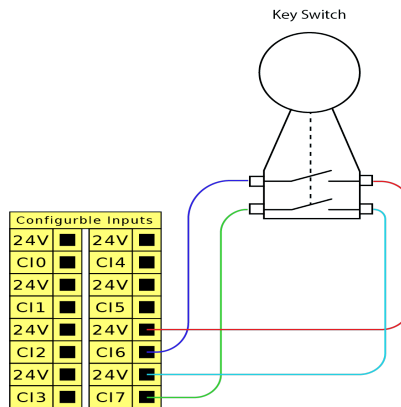 Key Switch
Configurble Inputs
24V 24V
CI0 CI4
24V 24V
CI1 CI5
24V 24V
CI2 CI6
24V 24V
CI3 CI7